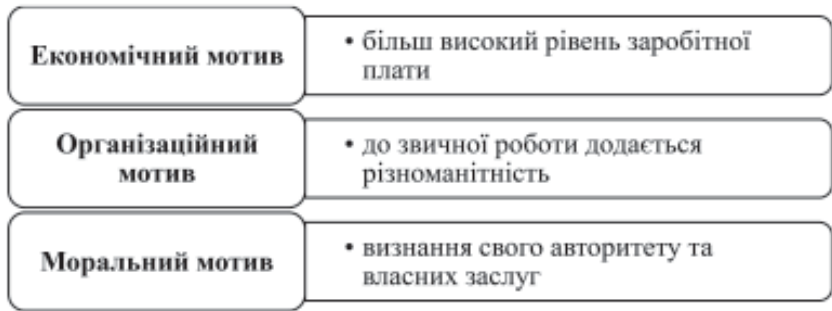 Економічний мотив
• більш високий рівень заробітної
плати
Організаційний
мотив
• до звичної роботи додається
різноманітність
Моральний мотив
• визнання свого авторитету та
власних заслуг